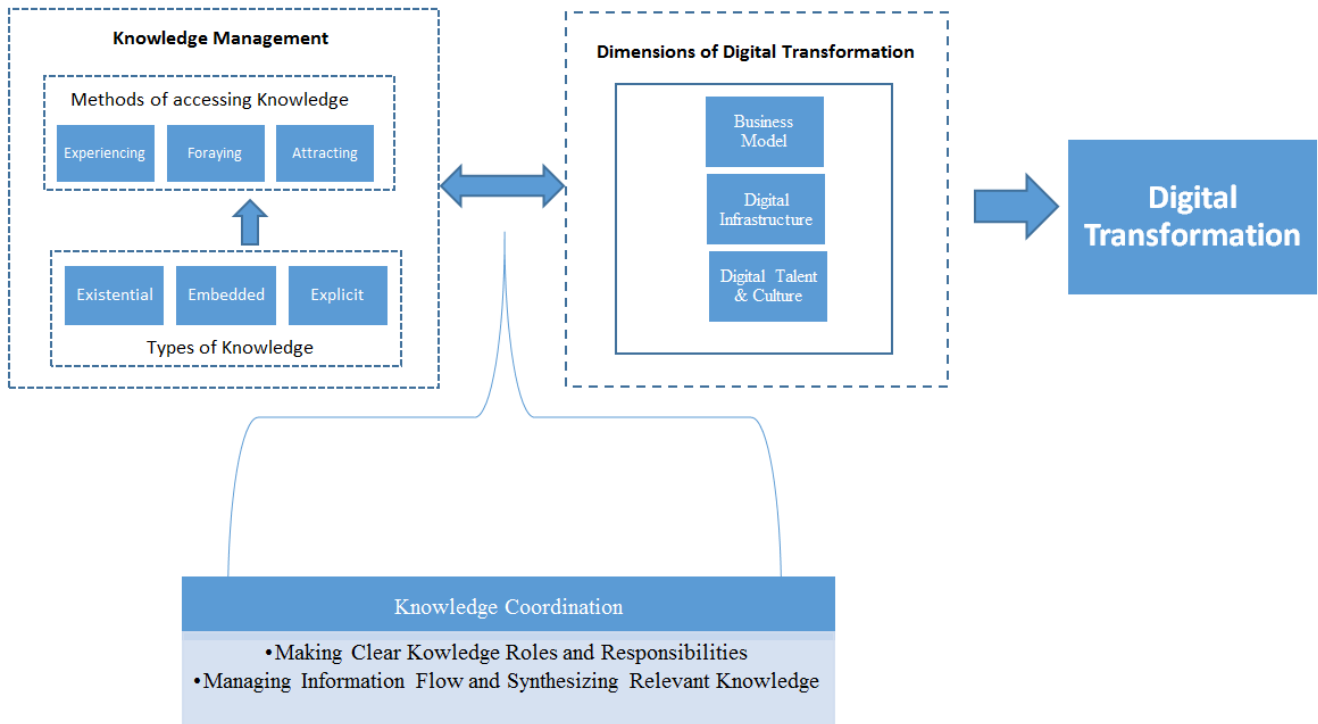 Knowledge Management
Methods of accessing Knowledge
Experiencing
Foraying
Attracting
Existential
Embedded
Explicit
Types of Knowledge
Dimensions of Digital Transformation
Business
Model
Digital
Infrastructure
Digital Talent
& Culture
Digital
Transformation
Knowledge Coordination
•Making Clear Kowledge Roles and Responsibilities
•Managing Information Flow and Synthesizing Relevant Knowledge